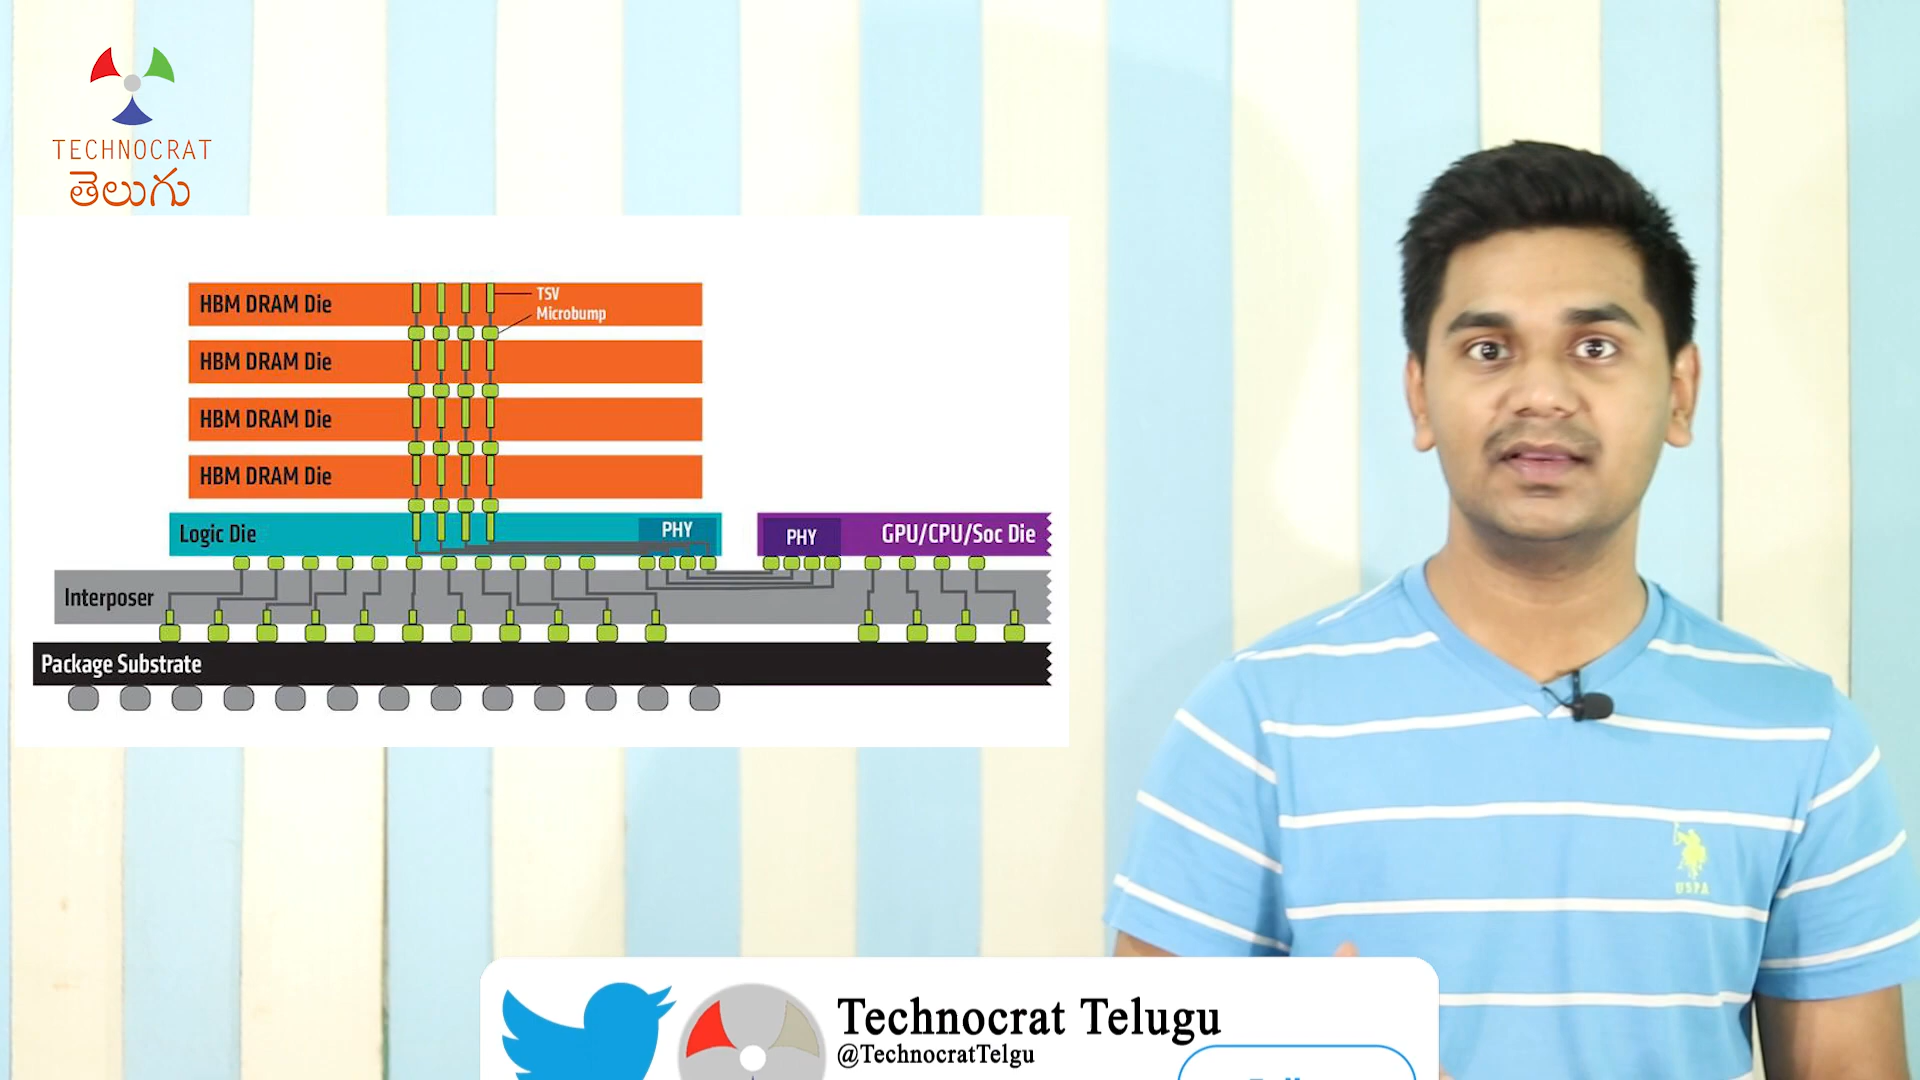 TECHNOCRAT
తెలుగు
HBM DRAM Die
TSV
Microbump
HBM DRAM Die
HBM DRAM Die
HBM DRAM Die
Logic Die
PHY
PHY
GPU/CPU/Soc Die
Interposer
Package Substrate
USPA
Technocrat Telugu
@TechnocratTelgu